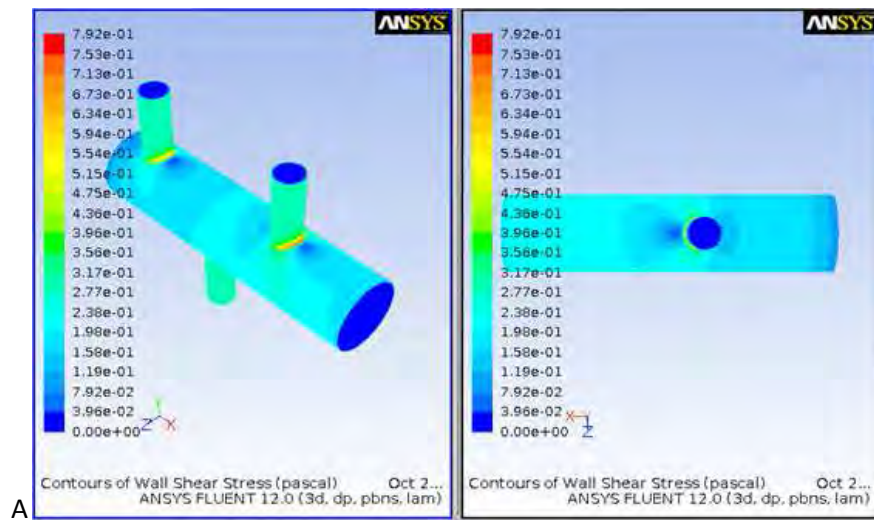 ANSYS
7.92e-01
7.53e-01
7.13e-01
6.73e-01
6.34e-01
5.94e-01
5.54e-01
5.15e-01
4.75e-01
4.36e-01
3.96e-01
3.56e-01
3.17e-01
2.77e-01
2.38e-01
1.98e-01
1.58e-01
1.19e-01
7.92e-02
3.96e-02
0.00e+00
Y
Z
X
Contours of Wall Shear Stress (pascal) Oct 2...
ANSYS FLUENT 12.0 (3d, dp, pbns, lam)
ANSYS
7.92e-01
7.53e-01
7.13e-01
6.73e-01
6.34e-01
5.94e-01
5.54e-01
5.15e-01
4.75e-01
4.36e-01
3.96e-01
3.56e-01
3.17e-01
2.77e-01
2.38e-01
1.98e-01
1.58e-01
1.19e-01
7.92e-02
3.96e-02
0.00e+00
X
Z
Contours of Wall Shear Stress (pascal) Oct 2...
ANSYS FLUENT 12.0 (3d, dp, pbns, lam)
A